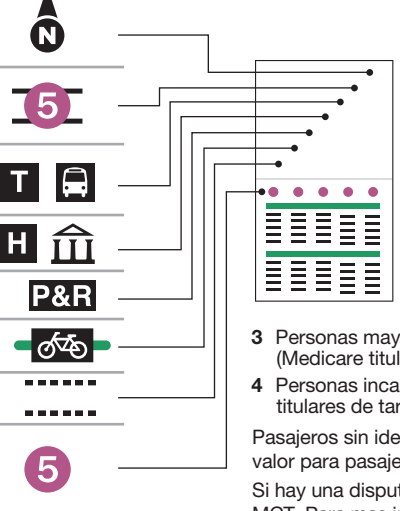 N
5
T
H
P&R
5
3 Personas may
(Medicare titul
4 Personas inca
titulares de tar
Pasajeros sin ide
valor para pasaje
Si hay una disput